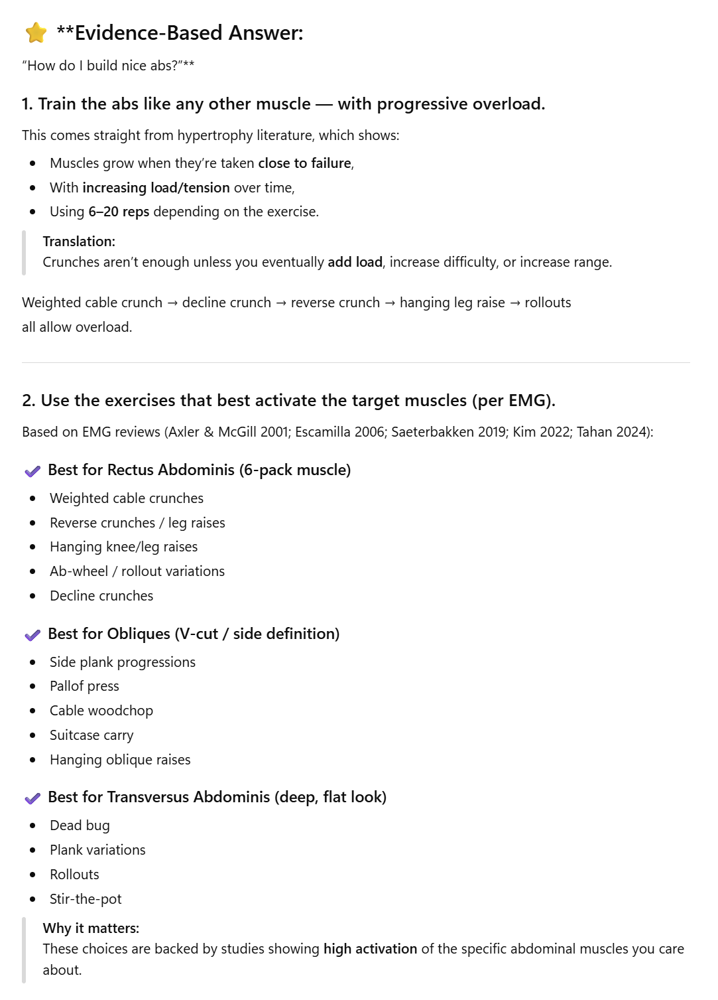 ⭐ **Evidence-Based Answer:
“How do I build nice abs?”**
1. Train the abs like any other muscle — with progressive overload.
This comes straight from hypertrophy literature, which shows:
• Muscles grow when they’re taken close to failure,
• With increasing load/tension over time,
• Using 6–20 reps depending on the exercise.
Translation:
Crunches aren’t enough unless you eventually add load, increase difficulty, or increase range.
Weighted cable crunch → decline crunch → reverse crunch → hanging leg raise → rollouts
all allow overload.
2. Use the exercises that best activate the target muscles (per EMG).
Based on EMG reviews (Axler & McGill 2001; Escamilla 2006; Saeterbakken 2019; Kim 2022; Tahan 2024):
✔ Best for Rectus Abdominis (6-pack muscle)
• Weighted cable crunches
• Reverse crunches / leg raises
• Hanging knee/leg raises
• Ab-wheel / rollout variations
• Decline crunches
✔ Best for Obliques (V-cut / side definition)
• Side plank progressions
• Pallof press
• Cable woodchop
• Suitcase carry
• Hanging oblique raises
✔ Best for Transversus Abdominis (deep, flat look)
• Dead bug
• Plank variations
• Rollouts
• Stir-the-pot
Why it matters:
These choices are backed by studies showing high activation of the specific abdominal muscles you care
about.